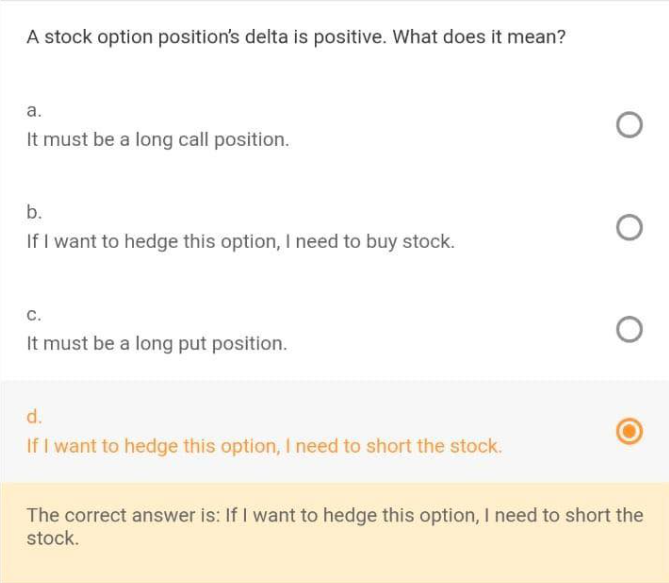 A stock option position's delta is positive. What does it mean?
a.
It must be a long call position.
b.
If I want to hedge this option, I need to buy stock.
c.
It must be a long put position.
d.
If I want to hedge this option, I need to short the stock.
The correct answer is: If I want to hedge this option, I need to short the
stock.